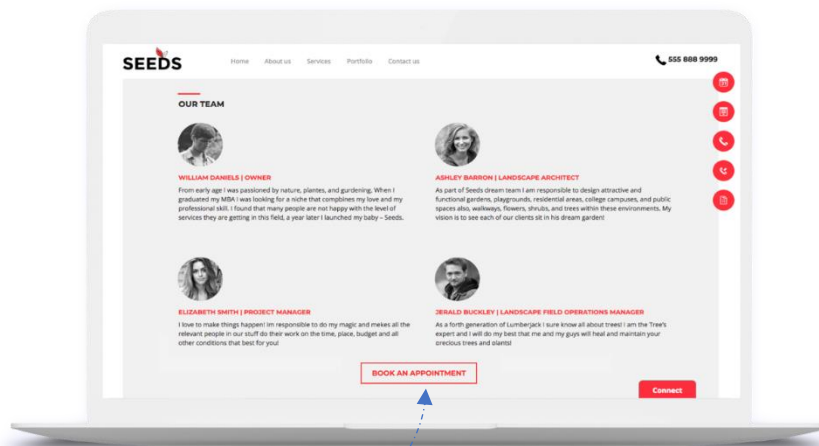 SEEDS
Home About us Services Portfolio Contact us
555 888 9999
OUR TEAM
WILLIAM DANIELS | OWNER
From early age I was passioned by nature, plantes, and gurdening. When I
graduated my MBA I was looking for a niche that combines my love and my
professional skill. I found that many people are not happy with the level of
services they are getting in this field, a year later I launched my baby – Seeds.
ASHLEY BARRON | LANDSCAPE ARCHITECT
As part of Seeds dream team I am responsible to design attractive and
functional gardens, playgrounds, residential areas, college campuses, and public
spaces also, walkways, flowers, shrubs, and trees within these environments. My
vision is to see each of our clients sit in his dream garden!
ELIZABETH SMITH | PROJECT MANAGER
I love to make things happen! Im responsible to do my magic and mekes all the
relevant people in our stuff do their work on the time, place, budget and all
other conditions that best for you!
JERALD BUCKLEY | LANDSCAPE FIELD OPERATIONS MANAGER
As a forth generation of Lumberjack I sure know all about trees! I am the Tree's
expert and I will do my best that me and my guys will heal and maintain your
precious trees and plants!
BOOK AN APPOINTMENT
Connect